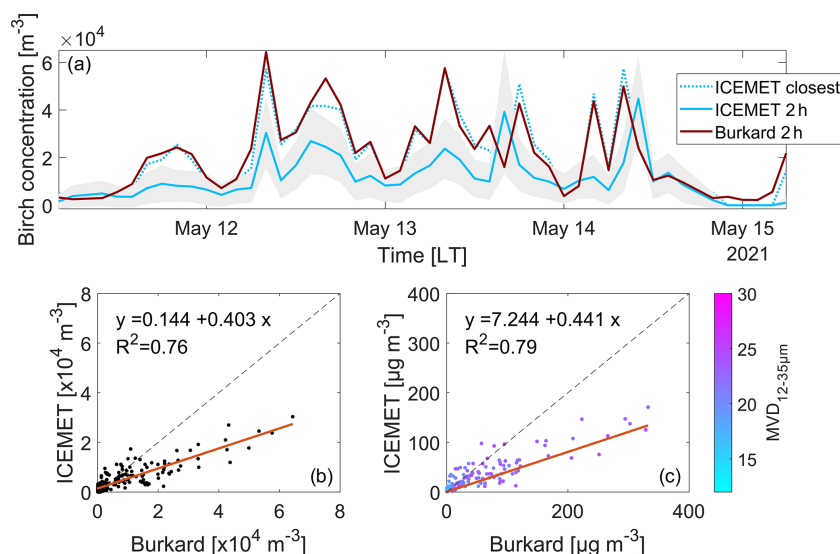 ×10⁴
(a)
Birch concentration [m⁻³]
6
4
2
0
ICEMET closest
ICEMET 2 h
Burkard 2 h
May 12
May 13
May 14
May 15
Time [LT]
2021
8
6
4
2
0
ICEMET [x10⁴ m⁻³]
y =0.144 +0.403 x
R²=0.76
(b)
0
2
4
6
8
Burkard [x10⁴ m⁻³]
400
300
200
100
0
ICEMET [μg m⁻³]
y =7.244 +0.441 x
R²=0.79
(c)
0
200
400
Burkard [μg m⁻³]
30
25
20
15
MVD₁₂₋₃₅μm